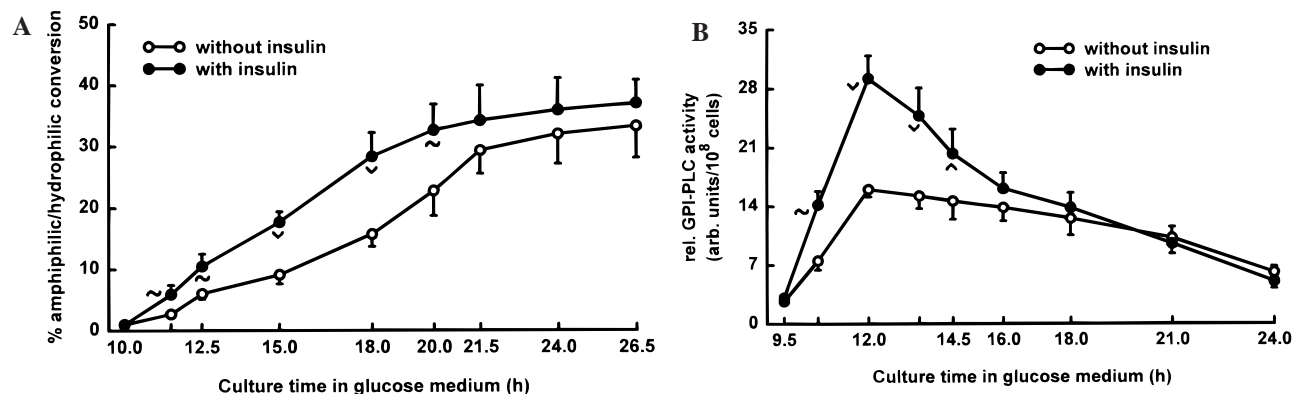 A
% amphiphilic/hydrophilic conversion
50
40
30
20
10
0
without insulin
with insulin
10.0 12.5 15.0 18.0 20.0 21.5 24.0 26.5
Culture time in glucose medium (h)
B
rel. GPI-PLC activity
(arb. units/10⁸ cells)
35
28
21
14
7
0
without insulin
with insulin
9.5 12.0 14.5 16.0 18.0 21.0 24.0
Culture time in glucose medium (h)